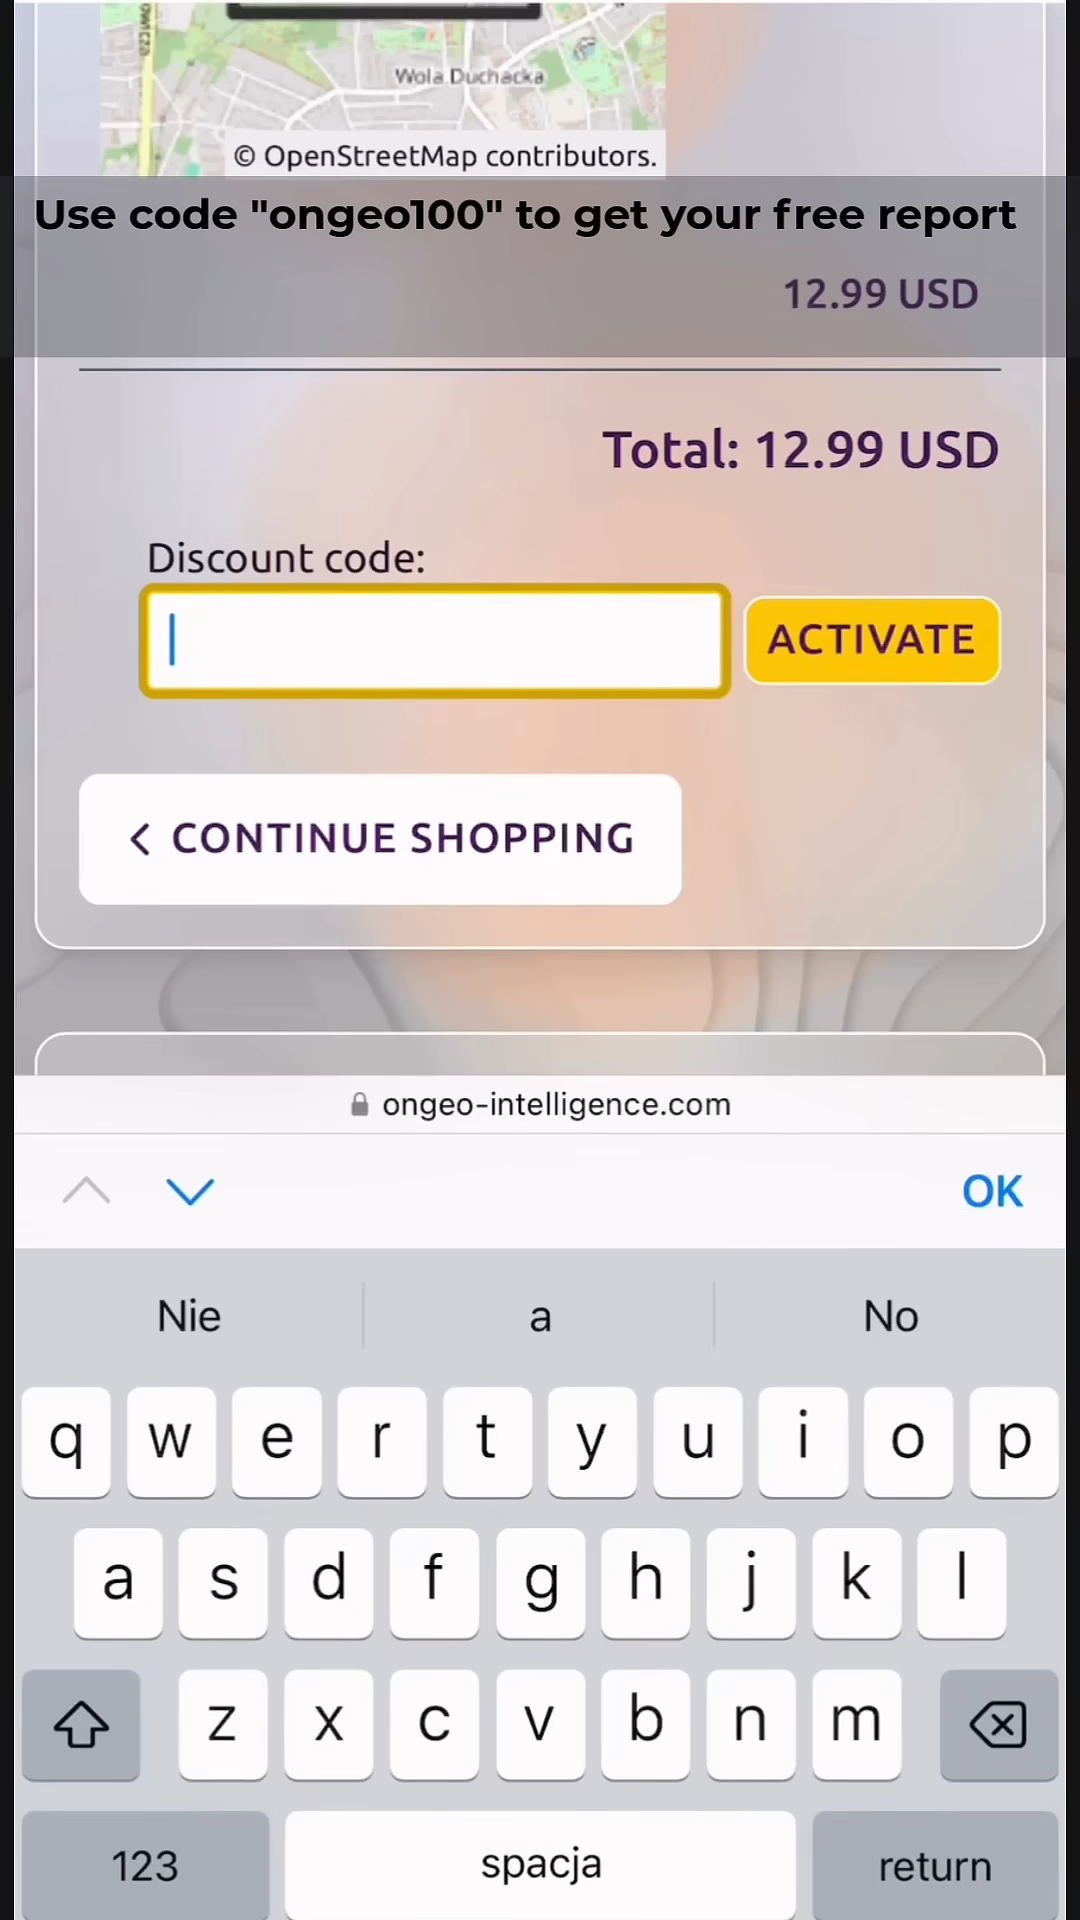 Wola Duchacka
© OpenStreetMap contributors.
Use code "ongeo100" to get your free report
12.99 USD
Total: 12.99 USD
Discount code:
ACTIVATE
< CONTINUE SHOPPING
ongeo-intelligence.com
OK
Nie a No
q w e r t y u i o p
a s d f g h j k l
z x c v b n m
123 spacja return